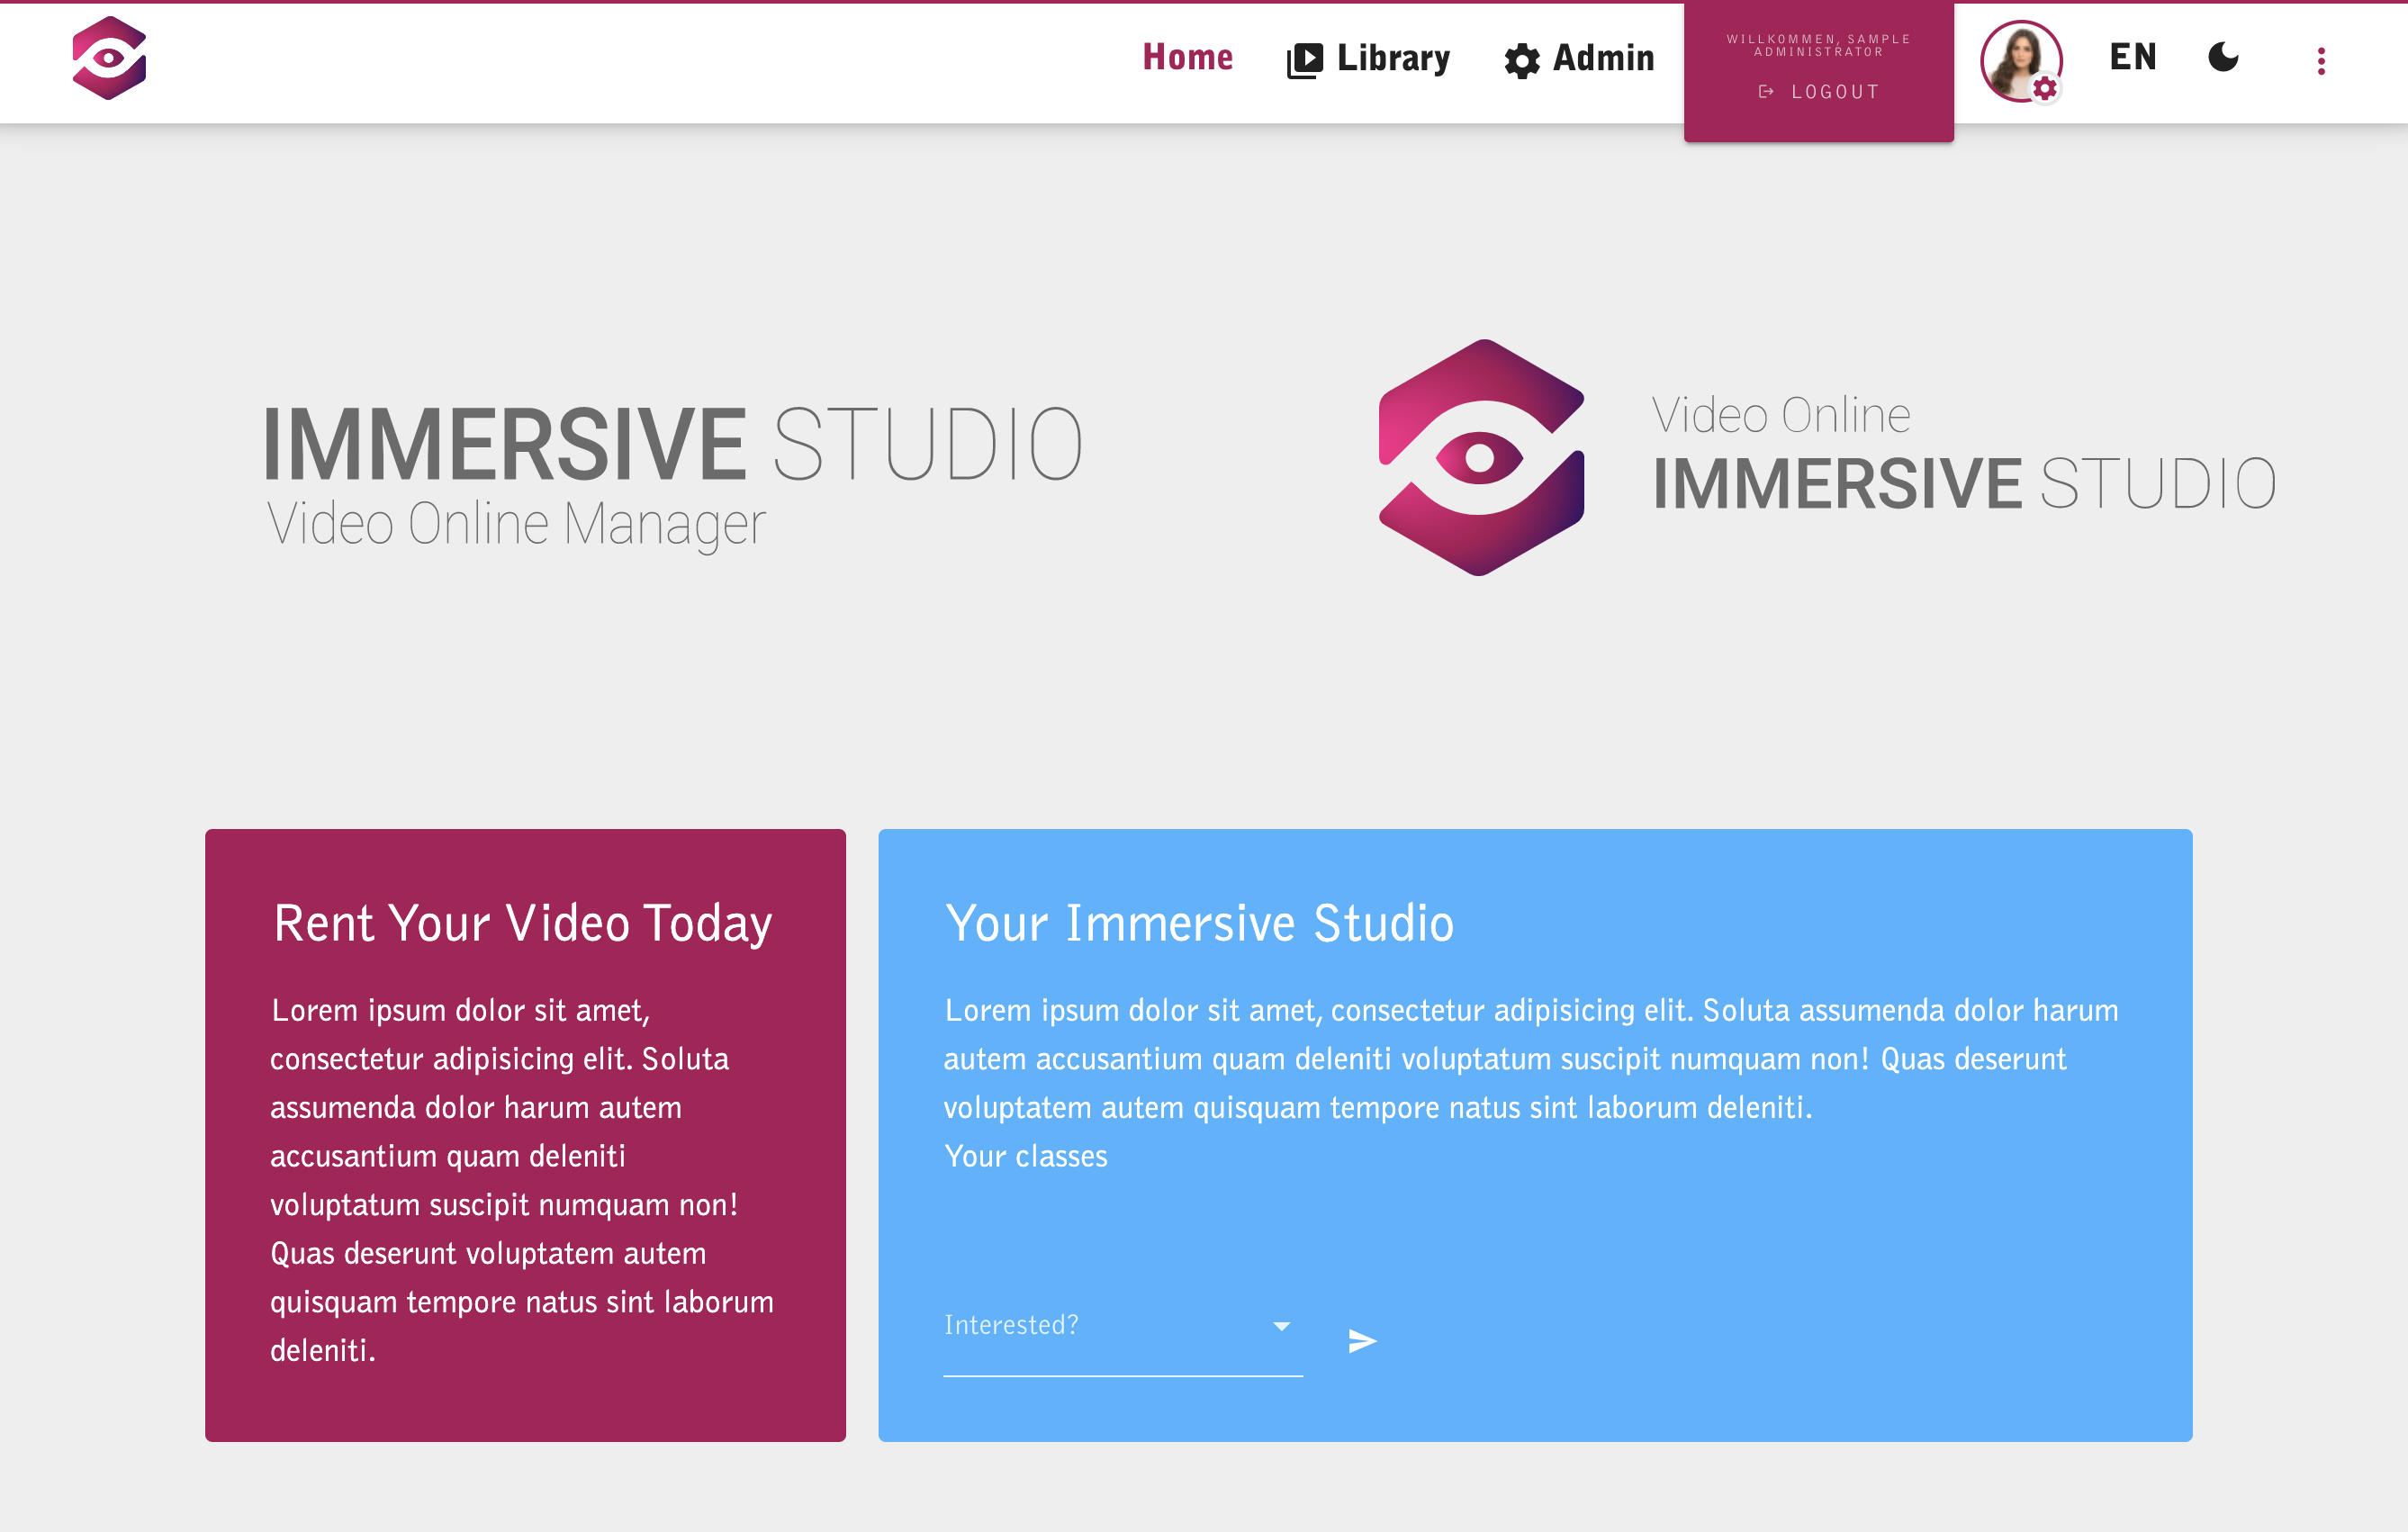 Home
Library
Admin
WILLKOMMEN, SAMPLE
ADMINISTRATOR
LOGOUT
EN
IMMERSIVE STUDIO
Video Online Manager
Video Online
IMMERSIVE STUDIO
Rent Your Video Today
Lorem ipsum dolor sit amet,
consectetur adipisicing elit. Soluta
assumenda dolor harum autem
accusantium quam deleniti
voluptatum suscipit numquam non!
Quas deserunt voluptatem autem
quisquam tempore natus sint laborum
deleniti.
Your Immersive Studio
Lorem ipsum dolor sit amet, consectetur adipisicing elit. Soluta assumenda dolor harum
autem accusantium quam deleniti voluptatum suscipit numquam non! Quas deserunt
voluptatem autem quisquam tempore natus sint laborum deleniti.
Your classes
Interested?